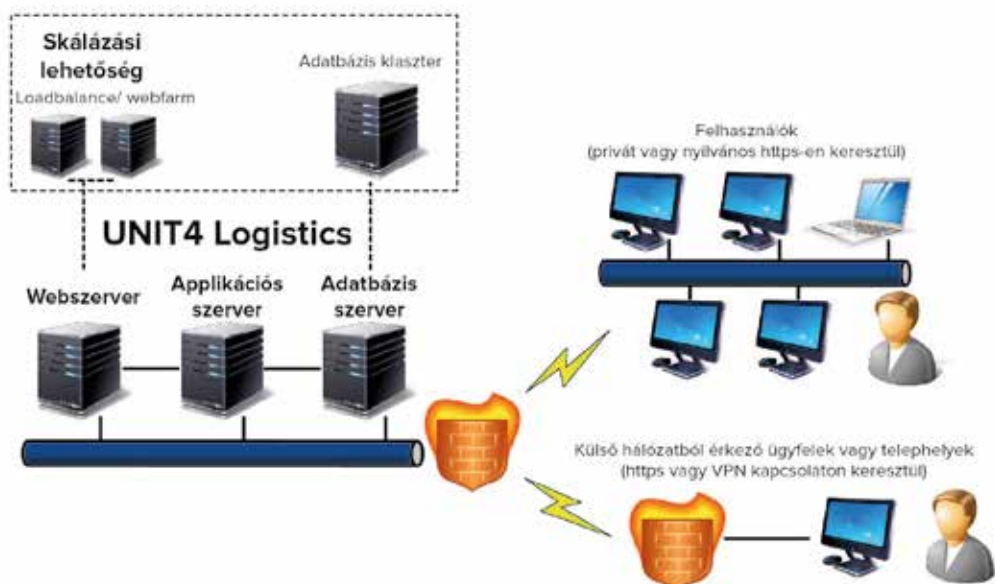 Skálázási
lehetőség
Loadbalance/ webfarm
Adatbázis klaszter
Felhasználók
(privát vagy nyilvános https-en keresztül)
UNIT4 Logistics
Webszerver
Applikációs
szerver
Adatbázis
szerver
Külső hálózatból érkező ügyfelek vagy telephelyek
(https vagy VPN kapcsolaton keresztül)